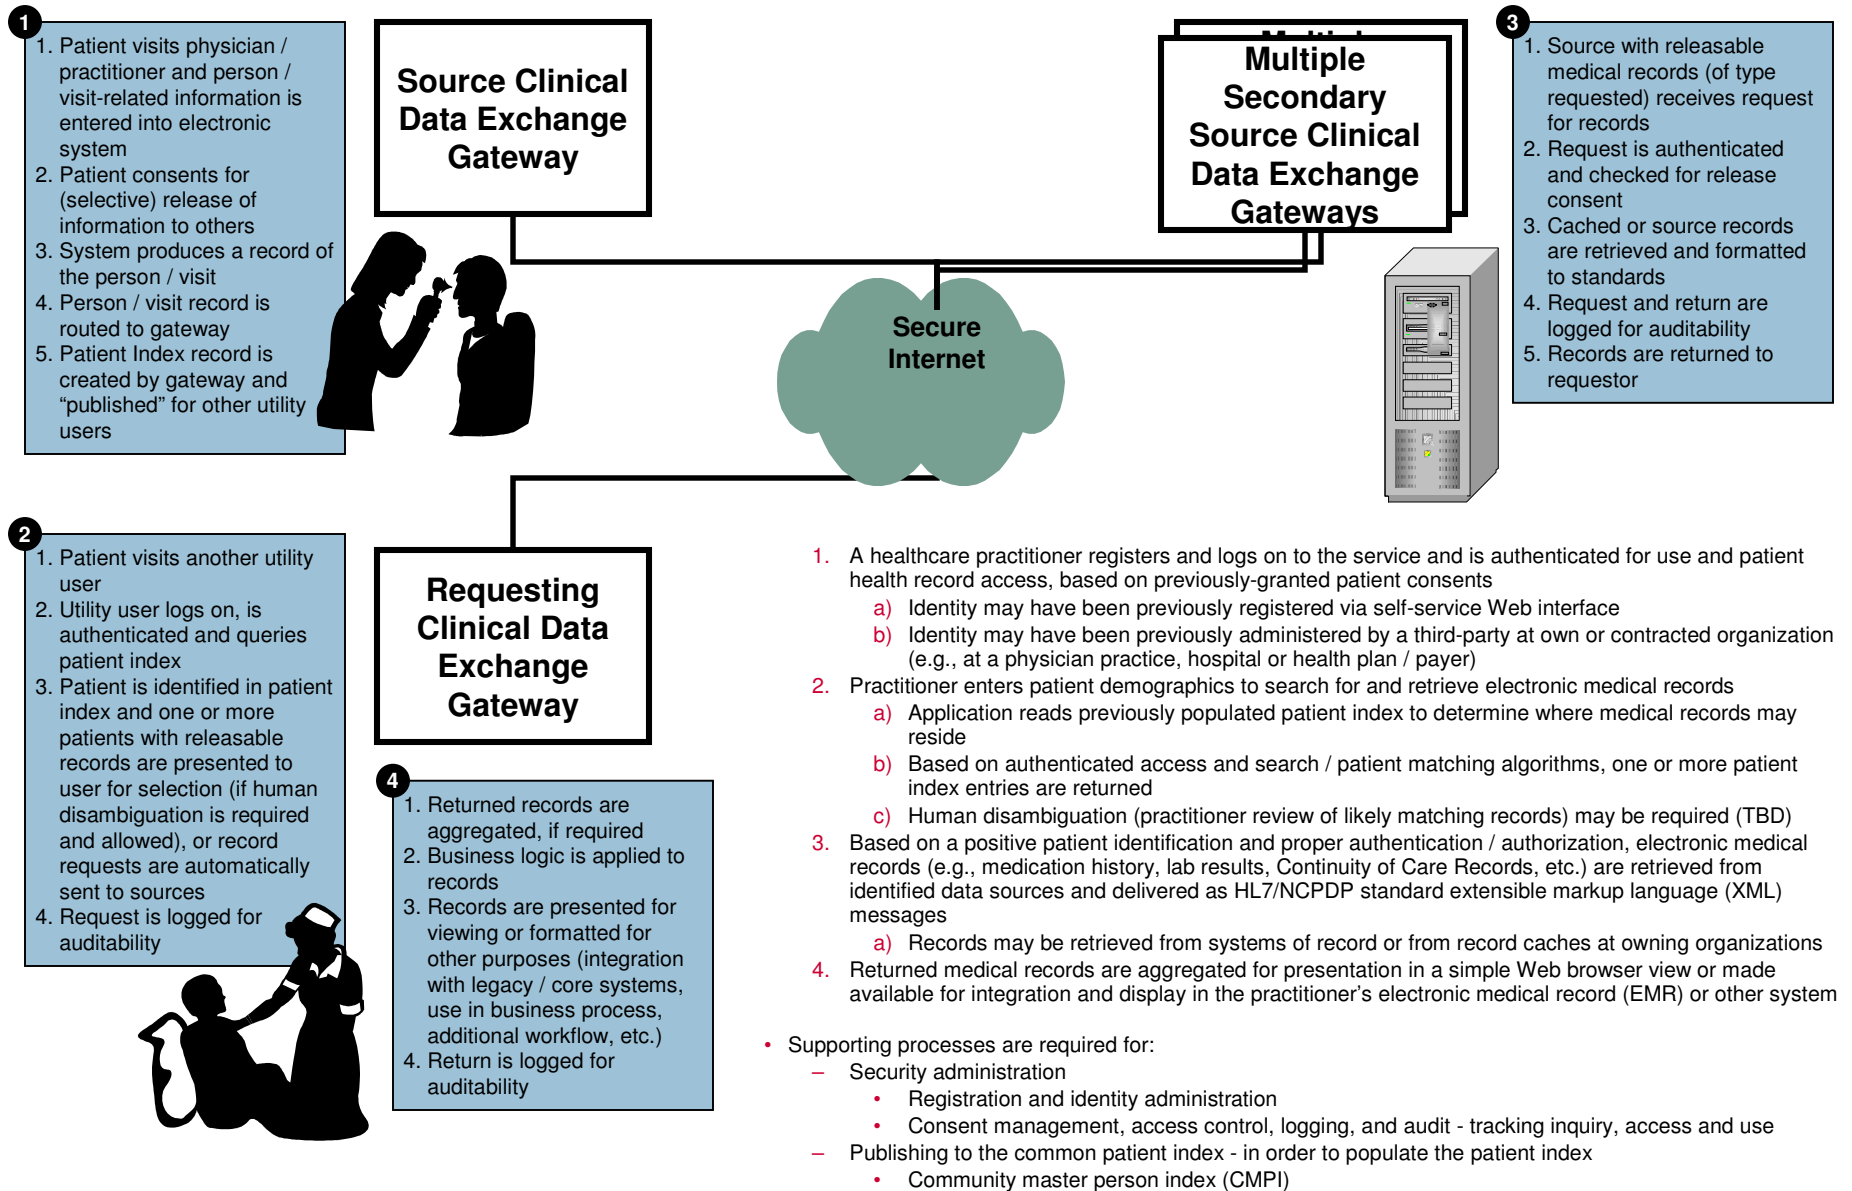 1
1. Patient visits physician /
practitioner and person /
visit-related information is
entered into electronic
system
2. Patient consents for
(selective) release of
information to others
3. System produces a record of
the person / visit
4. Person / visit record is
routed to gateway
5. Patient Index record is
created by gateway and
“published” for other utility
users
Source Clinical
Data Exchange
Gateway
Multiple
Multiple
Secondary
Source Clinical
Data Exchange
Gateways
3
1. Source with releasable
medical records (of type
requested) receives request
for records
2. Request is authenticated
and checked for release
consent
3. Cached or source records
are retrieved and formatted
to standards
4. Request and return are
logged for auditability
5. Records are returned to
requestor
Secure
Internet
2
1. Patient visits another utility
user
2. Utility user logs on, is
authenticated and queries
patient index
3. Patient is identified in patient
index and one or more
patients with releasable
records are presented to
user for selection (if human
disambiguation is required
and allowed), or record
requests are automatically
sent to sources
4. Request is logged for
auditability
Requesting
Clinical Data
Exchange
Gateway
4
1. Returned records are
aggregated, if required
2. Business logic is applied to
records
3. Records are presented for
viewing or formatted for
other purposes (integration
with legacy / core systems,
use in business process,
additional workflow, etc.)
4. Return is logged for
auditability
1. A healthcare practitioner registers and logs on to the service and is authenticated for use and patient
health record access, based on previously-granted patient consents
a) Identity may have been previously registered via self-service Web interface
b) Identity may have been previously administered by a third-party at own or contracted organization
(e.g., at a physician practice, hospital or health plan / payer)
2. Practitioner enters patient demographics to search for and retrieve electronic medical records
a) Application reads previously populated patient index to determine where medical records may
reside
b) Based on authenticated access and search / patient matching algorithms, one or more patient
index entries are returned
c) Human disambiguation (practitioner review of likely matching records) may be required (TBD)
3. Based on a positive patient identification and proper authentication / authorization, electronic medical
records (e.g., medication history, lab results, Continuity of Care Records, etc.) are retrieved from
identified data sources and delivered as HL7/NCPDP standard extensible markup language (XML)
messages
a) Records may be retrieved from systems of record or from record caches at owning organizations
4. Returned medical records are aggregated for presentation in a simple Web browser view or made
available for integration and display in the practitioner’s electronic medical record (EMR) or other system
• Supporting processes are required for:
– Security administration
• Registration and identity administration
• Consent management, access control, logging, and audit - tracking inquiry, access and use
– Publishing to the common patient index - in order to populate the patient index
• Community master person index (CMPI)